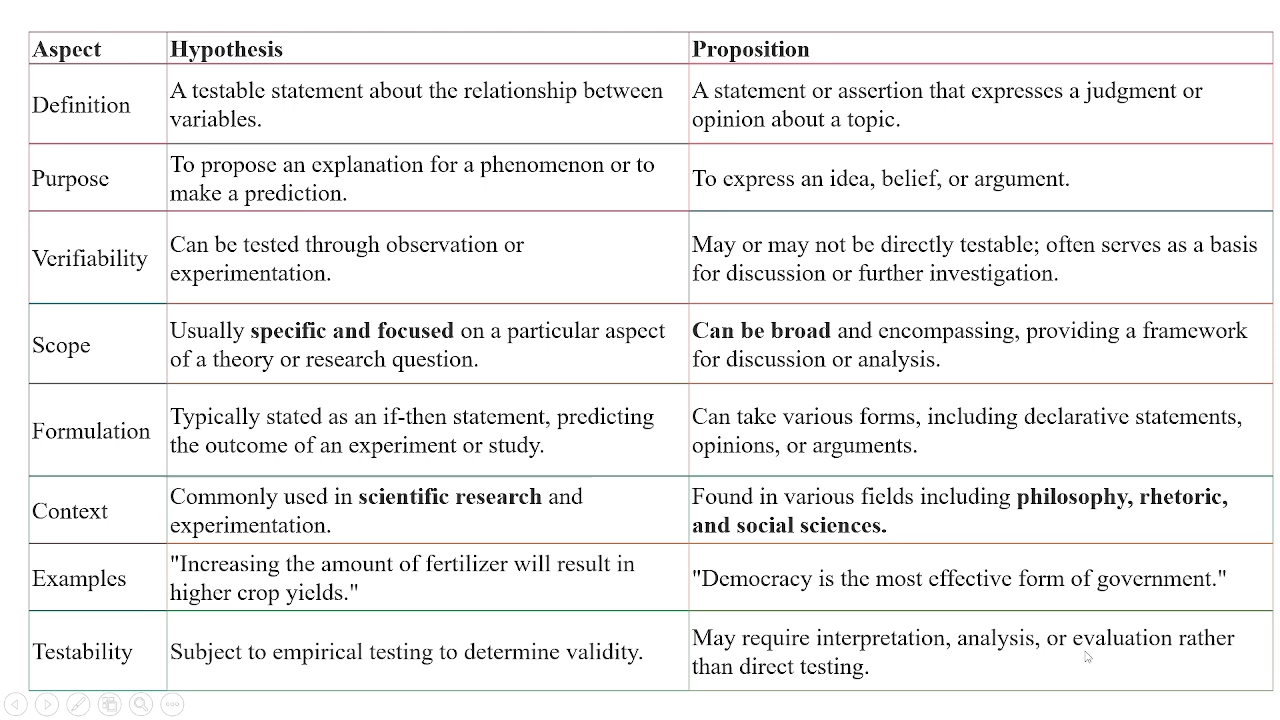 Aspect Hypothesis Proposition
Definition
A testable statement about the relationship between
variables.
A statement or assertion that expresses a judgment or
opinion about a topic.
Purpose
To propose an explanation for a phenomenon or to
make a prediction.
To express an idea, belief, or argument.
Verifiability
Can be tested through observation or
experimentation.
May or may not be directly testable; often serves as a basis
for discussion or further investigation.
Scope
Usually specific and focused on a particular aspect
of a theory or research question.
Can be broad and encompassing, providing a framework
for discussion or analysis.
Formulation
Typically stated as an if-then statement, predicting
the outcome of an experiment or study.
Can take various forms, including declarative statements,
opinions, or arguments.
Context
Commonly used in scientific research and
experimentation.
Found in various fields including philosophy, rhetoric,
and social sciences.
Examples
"Increasing the amount of fertilizer will result in
higher crop yields."
"Democracy is the most effective form of government."
Testability
Subject to empirical testing to determine validity.
May require interpretation, analysis, or evaluation rather
than direct testing.